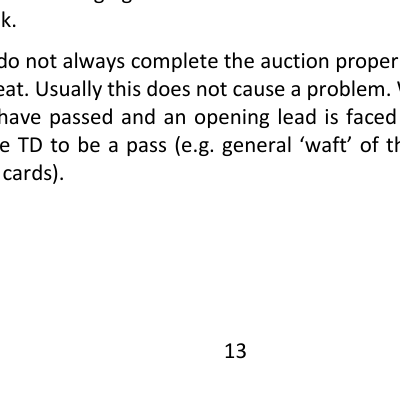 k.
do not always complete the auction proper
eat. Usually this does not cause a problem.
have passed and an opening lead is faced
e TD to be a pass (e.g. general ‘waft’ of th
cards).
13